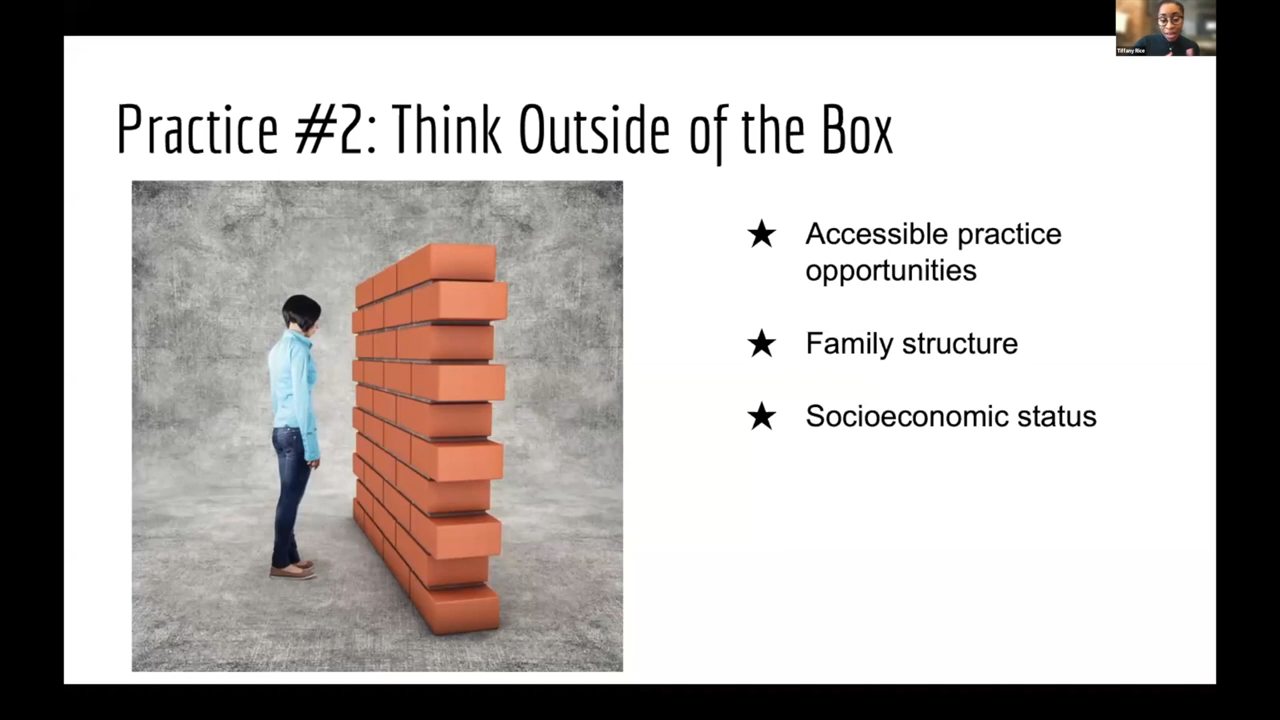 Tiffany Rice
Practice #2: Think Outside of the Box
★ Accessible practice
opportunities
★ Family structure
★ Socioeconomic status